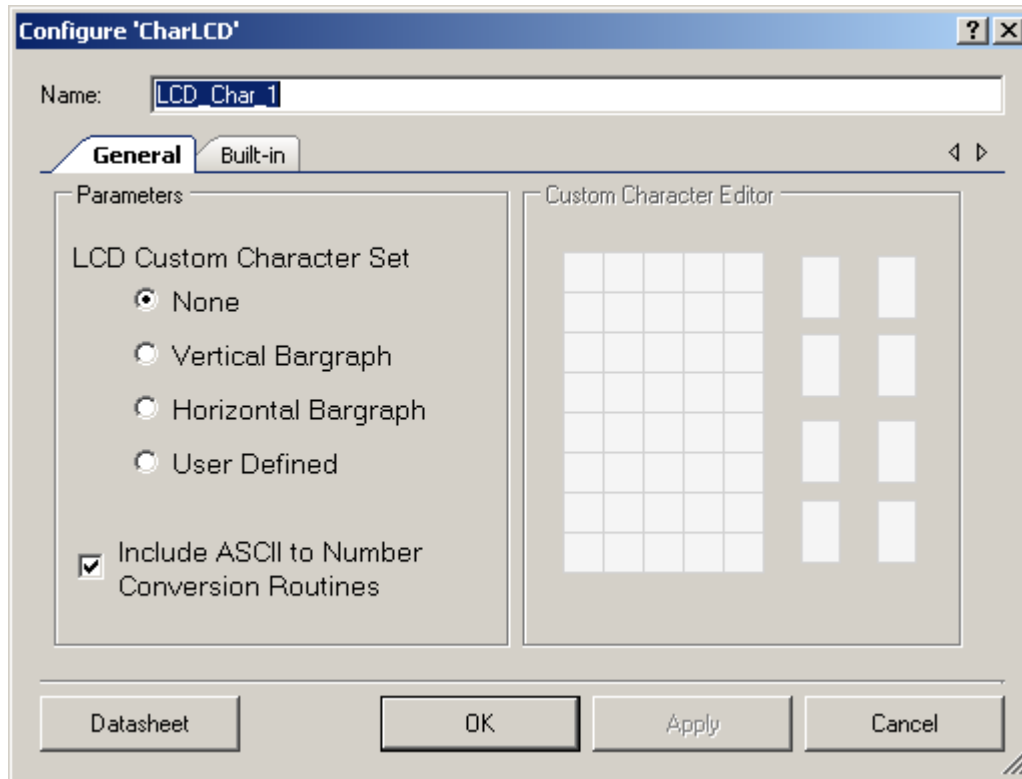 Configure 'CharLCD'
Name: LCD_Char_1
General Built-in
Parameters
LCD Custom Character Set
None
Vertical Bargraph
Horizontal Bargraph
User Defined
Include ASCII to Number
Conversion Routines
Custom Character Editor
Datasheet OK Apply Cancel